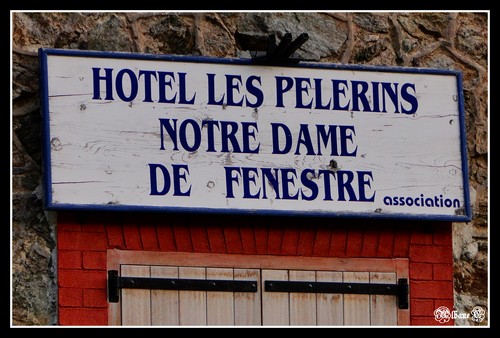 HOTEL LES PELERINS
NOTRE DAME
DE FENESTRE
association